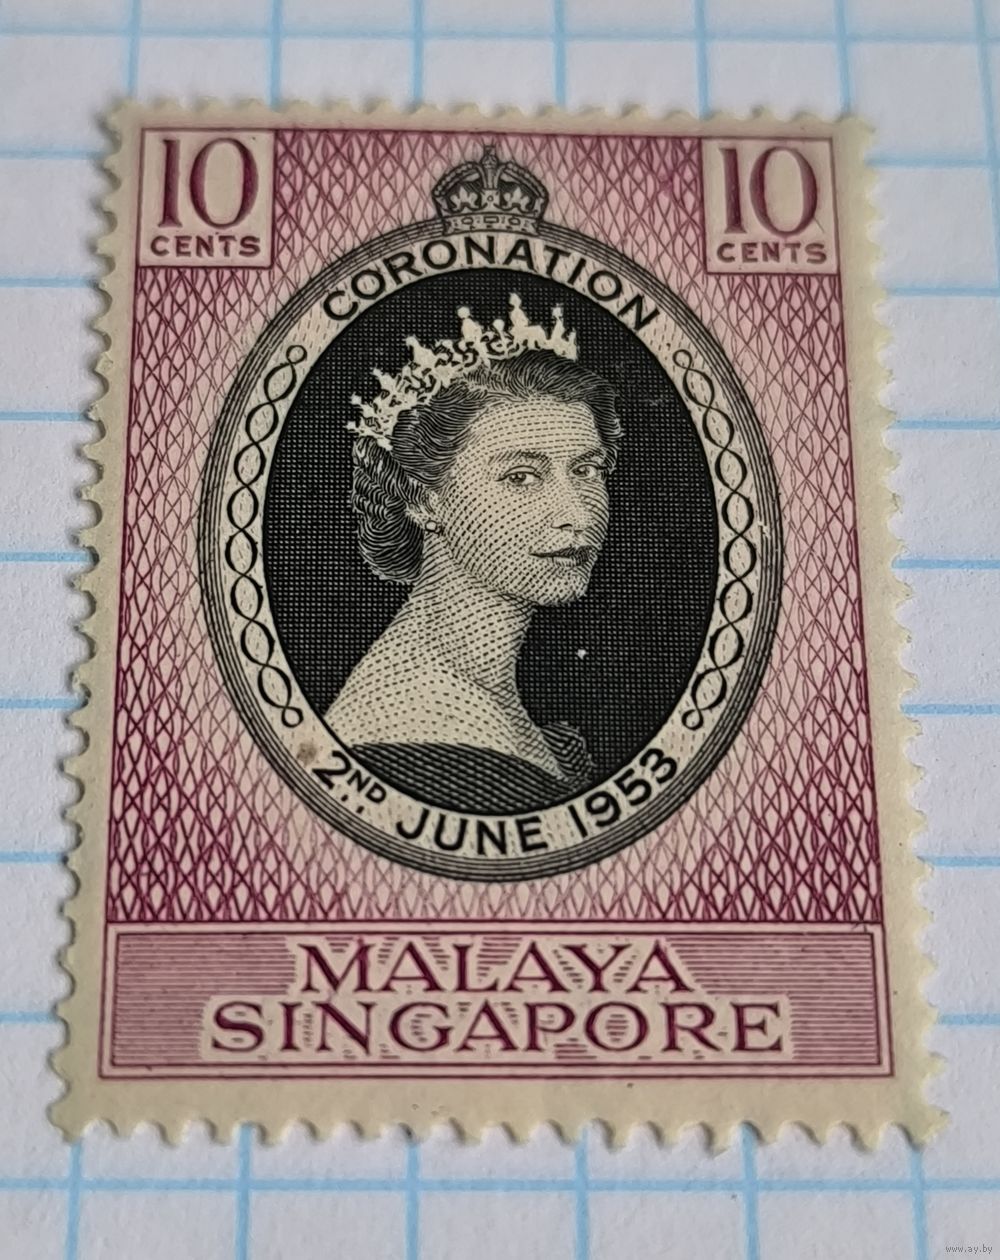 10
CENTS
10
CENTS
CORONATION
2ND JUNE 1953
MALAYA
SINGAPORE
www.ay.by